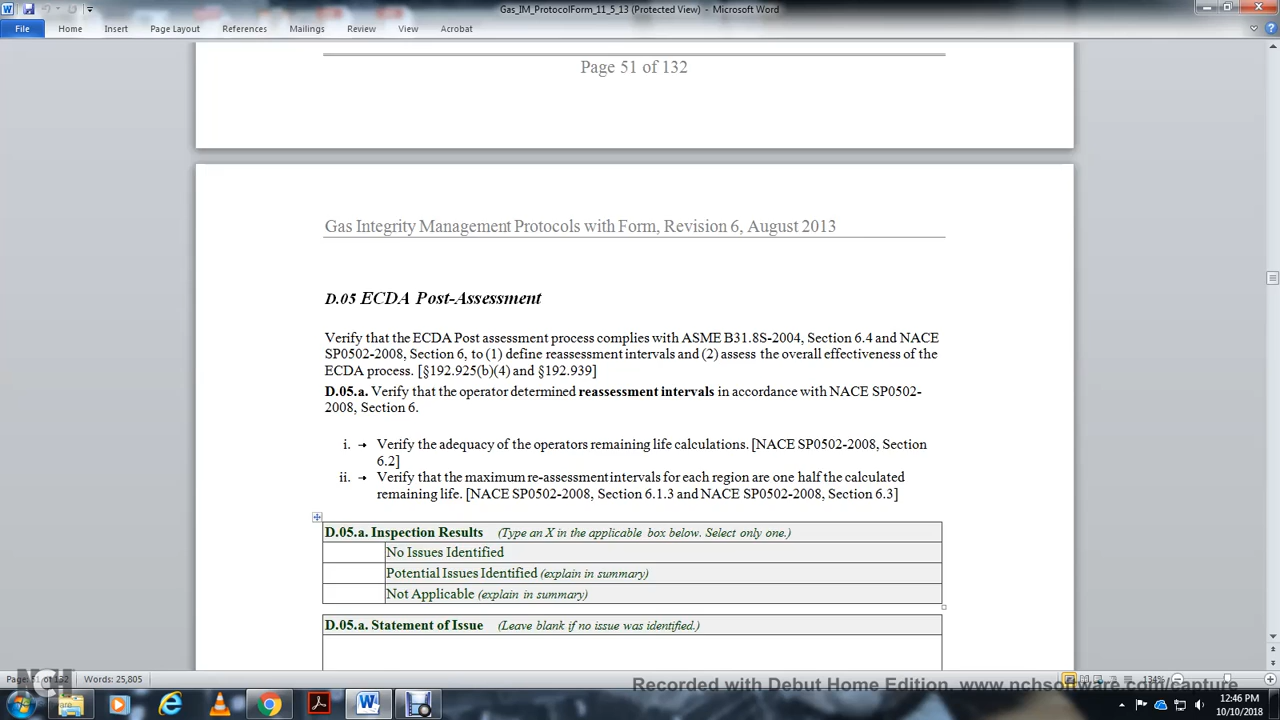 Gas_IM_ProtocolForm_11_5_13 (Protected View) - Microsoft Word
File Home Insert Page Layout References Mailings Review View Acrobat
Page 51 of 132
Gas Integrity Management Protocols with Form, Revision 6, August 2013
D.05 ECDA Post-Assessment
Verify that the ECDA Post assessment process complies with ASME B31.8S-2004, Section 6.4 and NACE
SP0502-2008, Section 6, to (1) define reassessment intervals and (2) assess the overall effectiveness of the
ECDA process. [§192.925(b)(4) and §192.939]
D.05.a. Verify that the operator determined reassessment intervals in accordance with NACE SP0502-
2008, Section 6.
i. → Verify the adequacy of the operators remaining life calculations. [NACE SP0502-2008, Section
6.2]
ii. → Verify that the maximum re-assessment intervals for each region are one half the calculated
remaining life. [NACE SP0502-2008, Section 6.1.3 and NACE SP0502-2008, Section 6.3]
D.05.a. Inspection Results (Type an X in the applicable box below. Select only one.)
No Issues Identified
Potential Issues Identified (explain in summary)
Not Applicable (explain in summary)
D.05.a. Statement of Issue (Leave blank if no issue was identified.)
Page: 51 of 132 Words: 25,805
134%
Recorded with Debut Home Edition. www.nchsoftware.com/capture
NCH
12:46 PM
10/10/2018